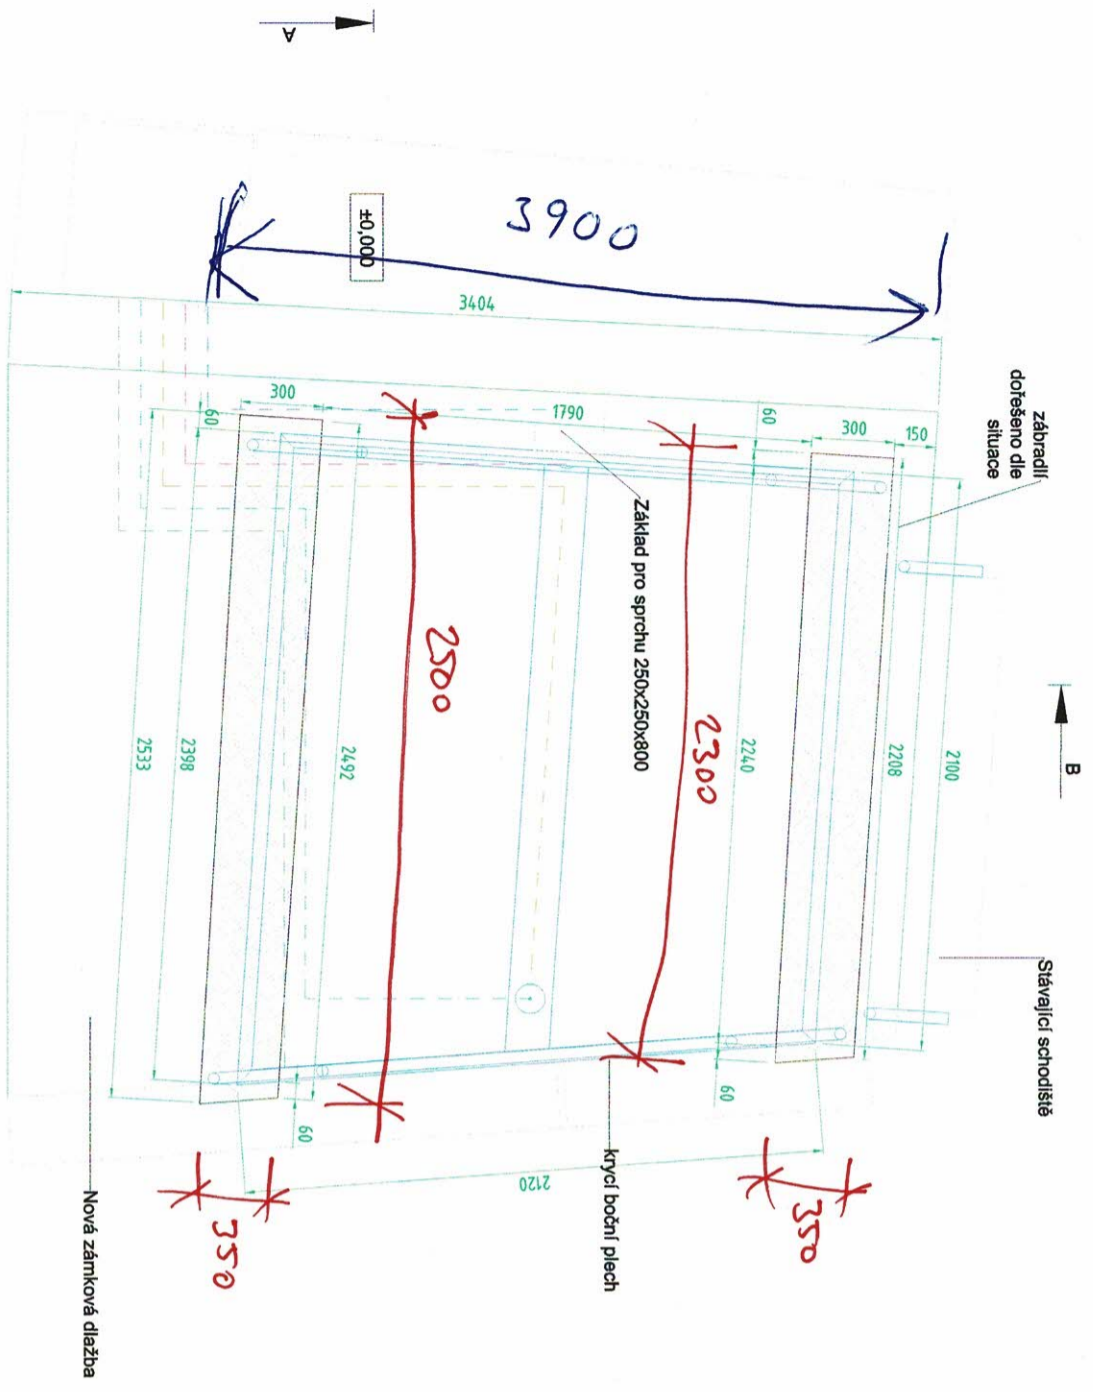 A
B
zábradlí
dořešeno dle
situace
Stávající schodiště
±0,000
3900
3404
300
1790
60
300
150
60
Základ pro sprchu 250x250x800
2500
2300
2240
2208
2100
2492
2398
2533
60
60
2120
350
350
krycí boční plech
Nová zámková dlažba